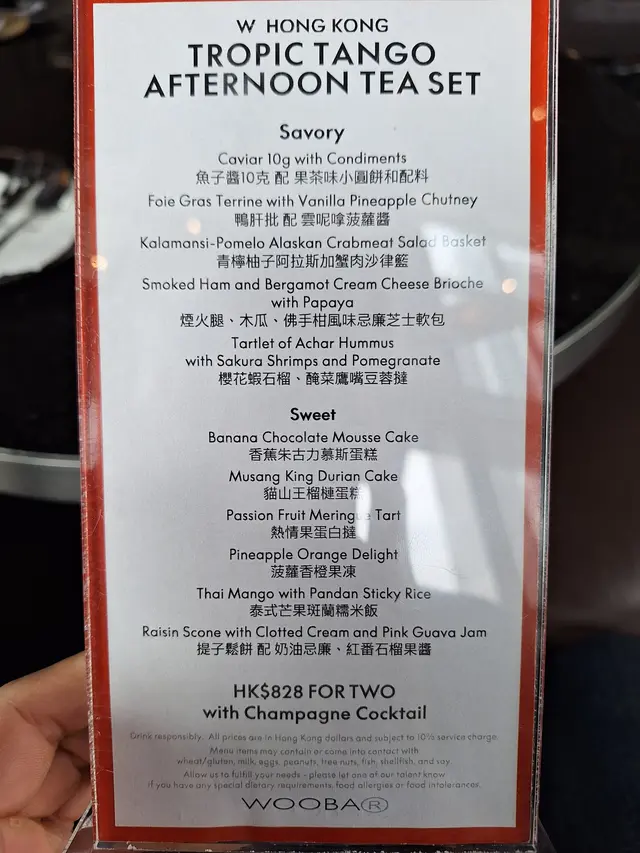 W HONG KONG
TROPIC TANGO
AFTERNOON TEA SET
Savory
Caviar 10g with Condiments
魚子醬10克 配 果茶味小圓餅和配料
Foie Gras Terrine with Vanilla Pineapple Chutney
鴨肝批 配 雲呢嗱菠蘿醬
Kalamansi-Pomelo Alaskan Crabmeat Salad Basket
青檸柚子阿拉斯加蟹肉沙律籃
Smoked Ham and Bergamot Cream Cheese Brioche
with Papaya
煙火腿、木瓜、佛手柑風味忌廉芝士軟包
Tartlet of Achar Hummus
with Sakura Shrimps and Pomegranate
櫻花蝦石榴、醃菜鷹嘴豆蓉撻
Sweet
Banana Chocolate Mousse Cake
香蕉朱古力慕斯蛋糕
Musang King Durian Cake
貓山王榴槤蛋糕
Passion Fruit Meringue Tart
熱情果蛋白撻
Pineapple Orange Delight
菠蘿香橙果凍
Thai Mango with Pandan Sticky Rice
泰式芒果斑蘭糯米飯
Raisin Scone with Clotted Cream and Pink Guava Jam
提子鬆餅 配 奶油忌廉、紅番石榴果醬
HK$828 FOR TWO
with Champagne Cocktail
Drink responsibly. All prices are in Hong Kong dollars and subject to 10% service charge.
Menu items may contain or come into contact with
wheat/gluten, milk, eggs, peanuts, tree nuts, fish, shellfish, and soy.
Allow us to fulfill your needs - please let one of our talent know
if you have any special dietary requirements, food allergies or food intolerances.
WOOBAR